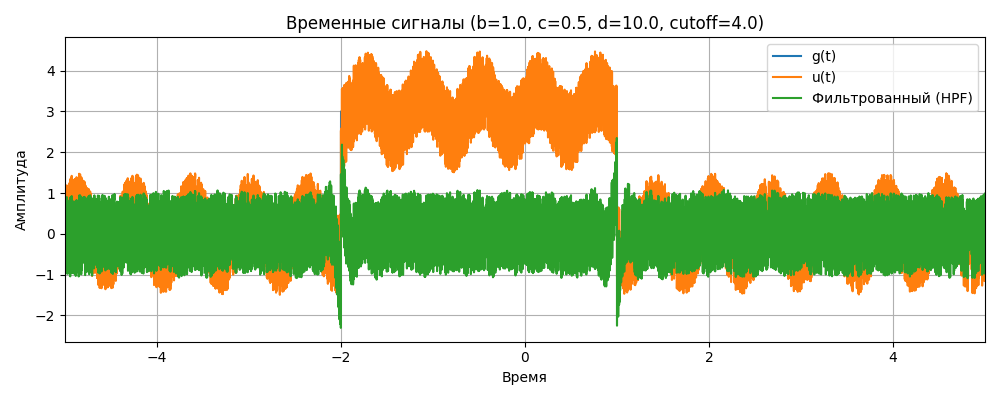 Временные сигналы (b=1.0, c=0.5, d=10.0, cutoff=4.0)
g(t)
u(t)
Фильтрованный (HPF)
Амплитуда
4
3
2
1
0
−1
−2
−4
−2
0
2
4
Время